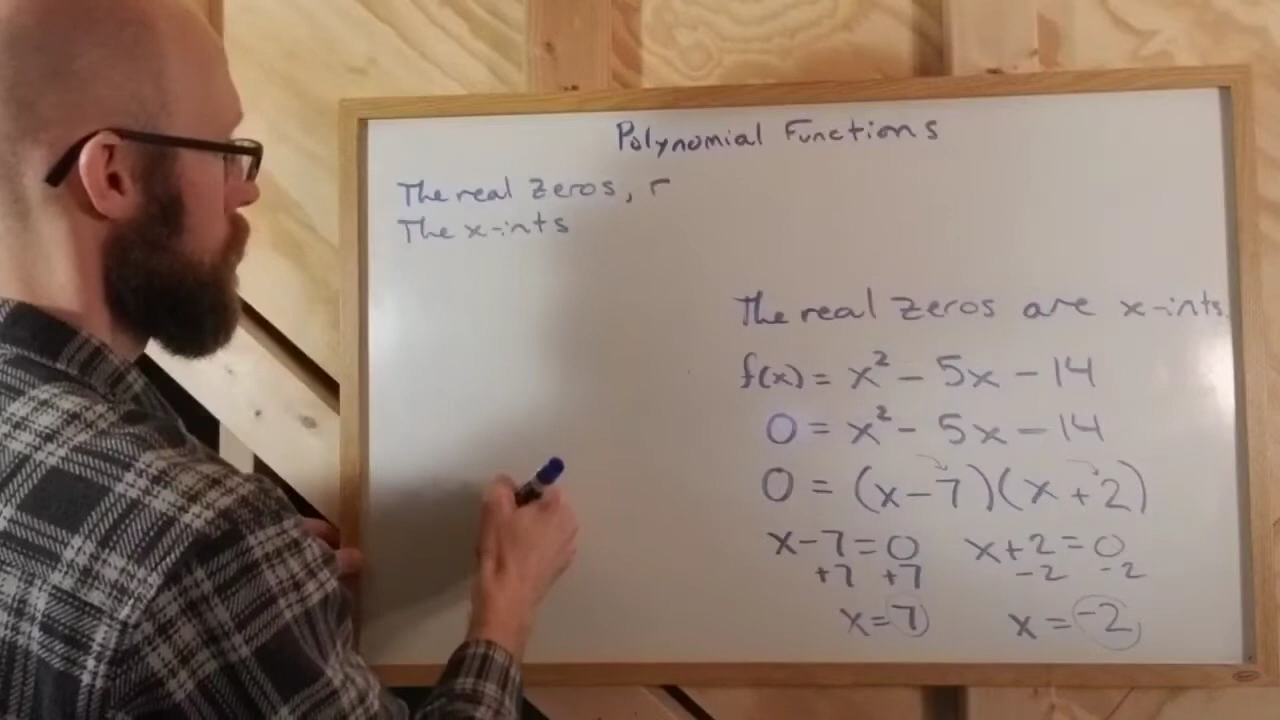 Polynomial Functions
The real zeros, r
The x-ints
The real zeros are x-ints
f(x) = x² - 5x - 14
0 = x² - 5x - 14
0 = (x-7)(x+2)
x-7=0 x+2=0
+7 +7 -2 -2
x=7 x=-2